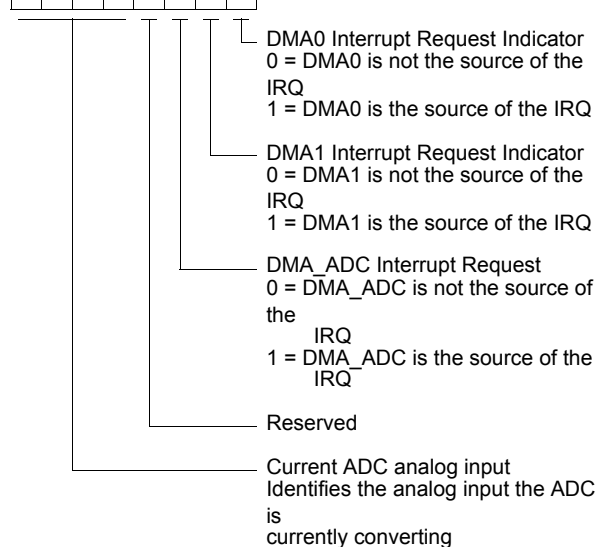 DMA0 Interrupt Request Indicator
0 = DMA0 is not the source of the
IRQ
1 = DMA0 is the source of the IRQ
DMA1 Interrupt Request Indicator
0 = DMA1 is not the source of the
IRQ
1 = DMA1 is the source of the IRQ
DMA_ADC Interrupt Request
0 = DMA_ADC is not the source of
the
IRQ
1 = DMA_ADC is the source of the
IRQ
Reserved
Current ADC analog input
Identifies the analog input the ADC
is
currently converting